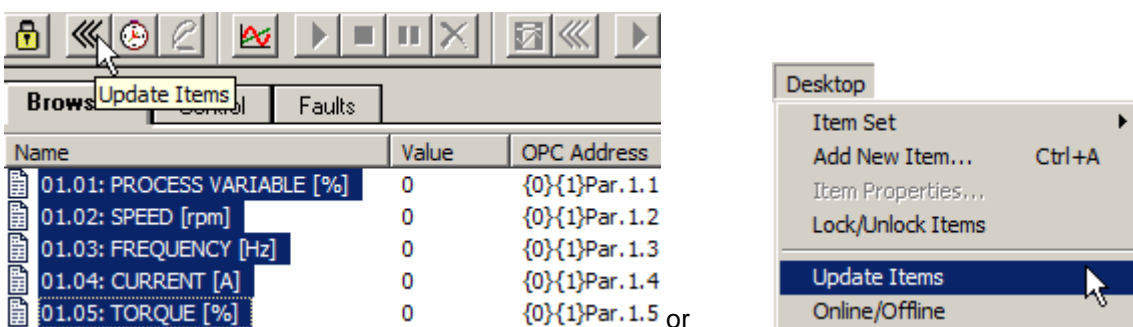 Update Items
Brows Control Faults
Name Value OPC Address
01.01: PROCESS VARIABLE [%] 0 {0}{1}Par.1.1
01.02: SPEED [rpm] 0 {0}{1}Par.1.2
01.03: FREQUENCY [Hz] 0 {0}{1}Par.1.3
01.04: CURRENT [A] 0 {0}{1}Par.1.4
01.05: TORQUE [%] 0 {0}{1}Par.1.5
or
Desktop
Item Set
Add New Item... Ctrl+A
Item Properties...
Lock/Unlock Items
Update Items
Online/Offline